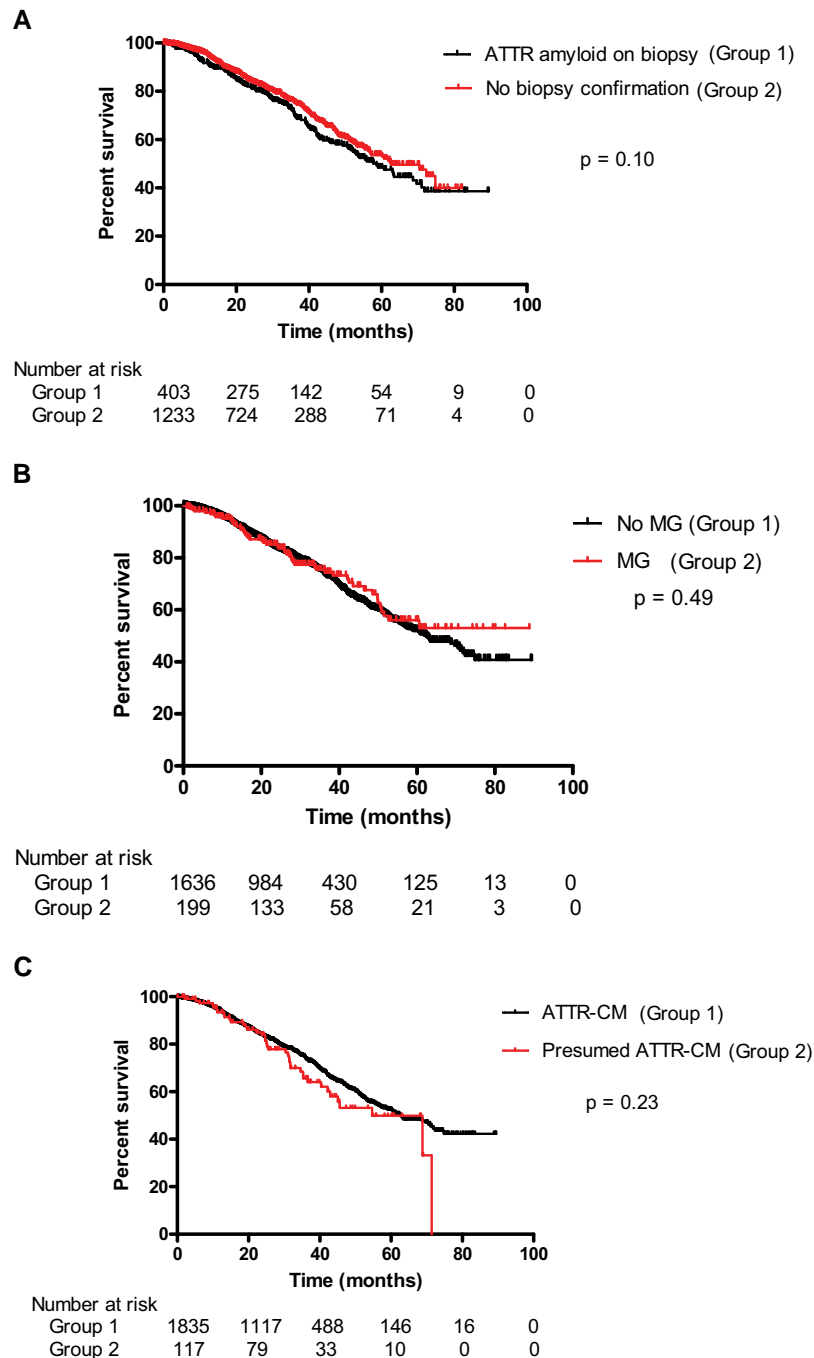 A
100
80
60
40
20
0
Percent survival
0 20 40 60 80 100
Time (months)
ATTR amyloid on biopsy (Group 1)
No biopsy confirmation (Group 2)
p = 0.10
Number at risk
Group 1 403 275 142 54 9 0
Group 2 1233 724 288 71 4 0
B
100
80
60
40
20
0
Percent survival
0 20 40 60 80 100
Time (months)
No MG (Group 1)
MG (Group 2)
p = 0.49
Number at risk
Group 1 1636 984 430 125 13 0
Group 2 199 133 58 21 3 0
C
100
80
60
40
20
0
Percent survival
0 20 40 60 80 100
Time (months)
ATTR-CM (Group 1)
Presumed ATTR-CM (Group 2)
p = 0.23
Number at risk
Group 1 1835 1117 488 146 16 0
Group 2 117 79 33 10 0 0